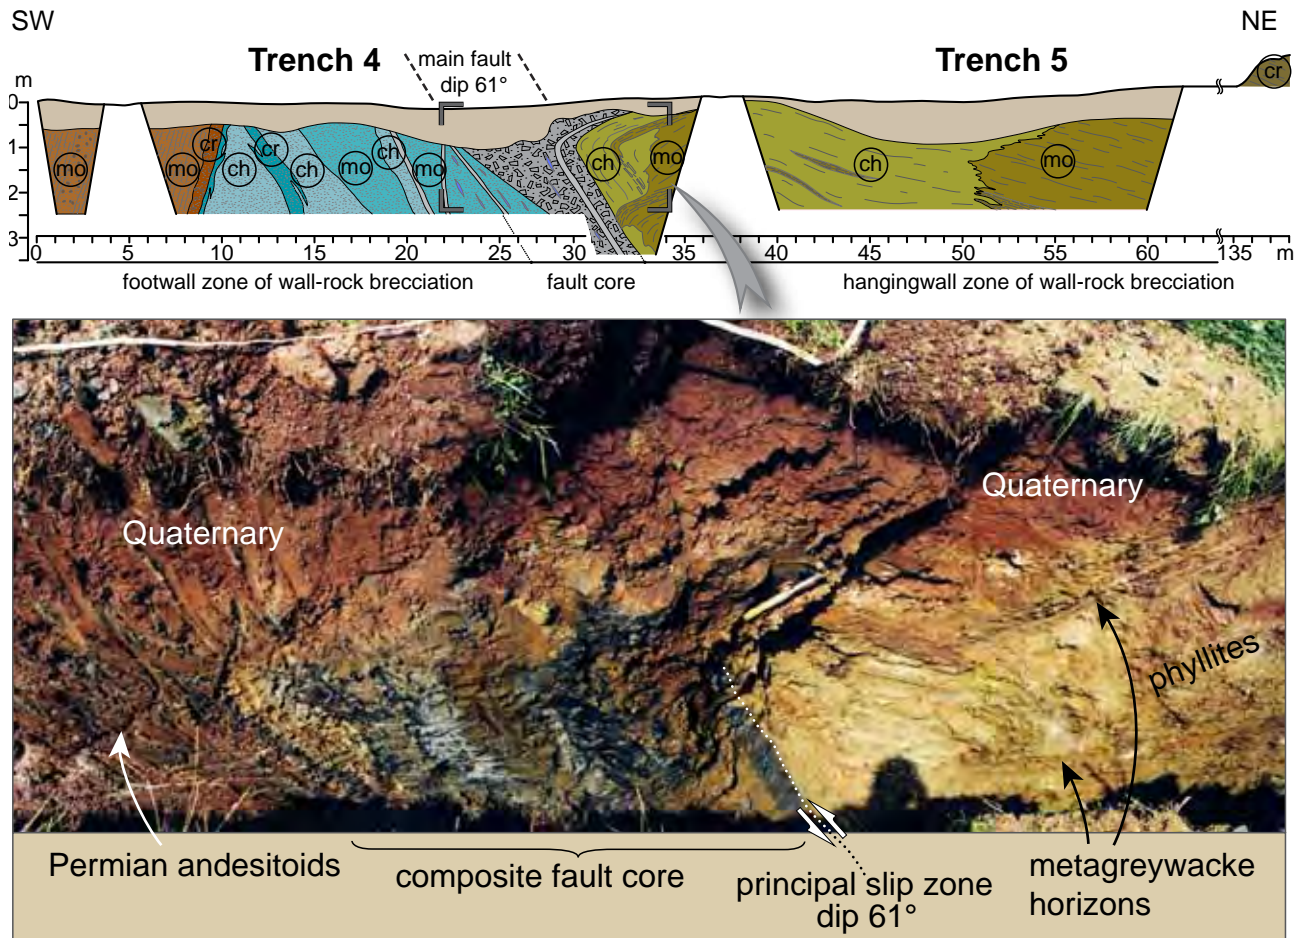 SW
NE
Trench 4
main fault
dip 61°
Trench 5
m
0
1
2
3
mo
mo
cr
ch
cr
ch
mo
ch
mo
ch
mo
ch
mo
cr
0
5
10
15
20
25
30
35
40
45
50
55
60
135
m
footwall zone of wall-rock brecciation
fault core
hangingwall zone of wall-rock brecciation
Quaternary
Quaternary
phyllites
Permian andesitoids
composite fault core
principal slip zone
dip 61°
metagreywacke
horizons